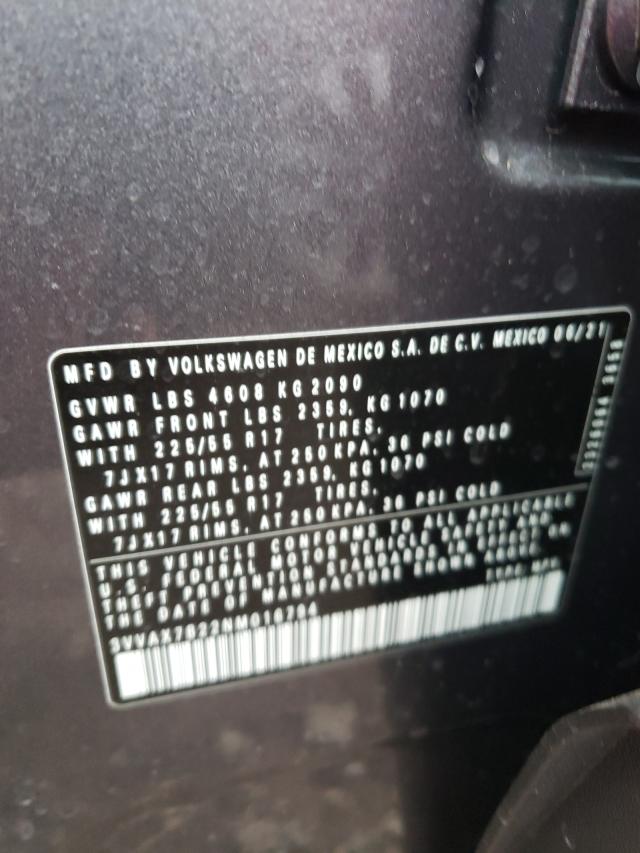 MFD BY VOLKSWAGEN DE MEXICO S.A. DE C.V. MEXICO 06/21
GVWR LBS 4608 KG 2090
GAWR FRONT LBS 2359, KG 1070
WITH 225/55 R17 TIRES,
7JX17 RIMS, AT 250 KPA, 36 PSI COLD
GAWR REAR LBS 2359, KG 1070
WITH 225/55 R17 TIRES,
7JX17 RIMS, AT 250 KPA, 36 PSI COLD
THIS VEHICLE CONFORMS TO ALL APPLICABLE
U.S. FEDERAL MOTOR VEHICLE SAFETY AND
THEFT PREVENTION STANDARDS IN EFFECT ON
THE DATE OF MANUFACTURE SHOWN ABOVE.
3VVAX7B22NM016794